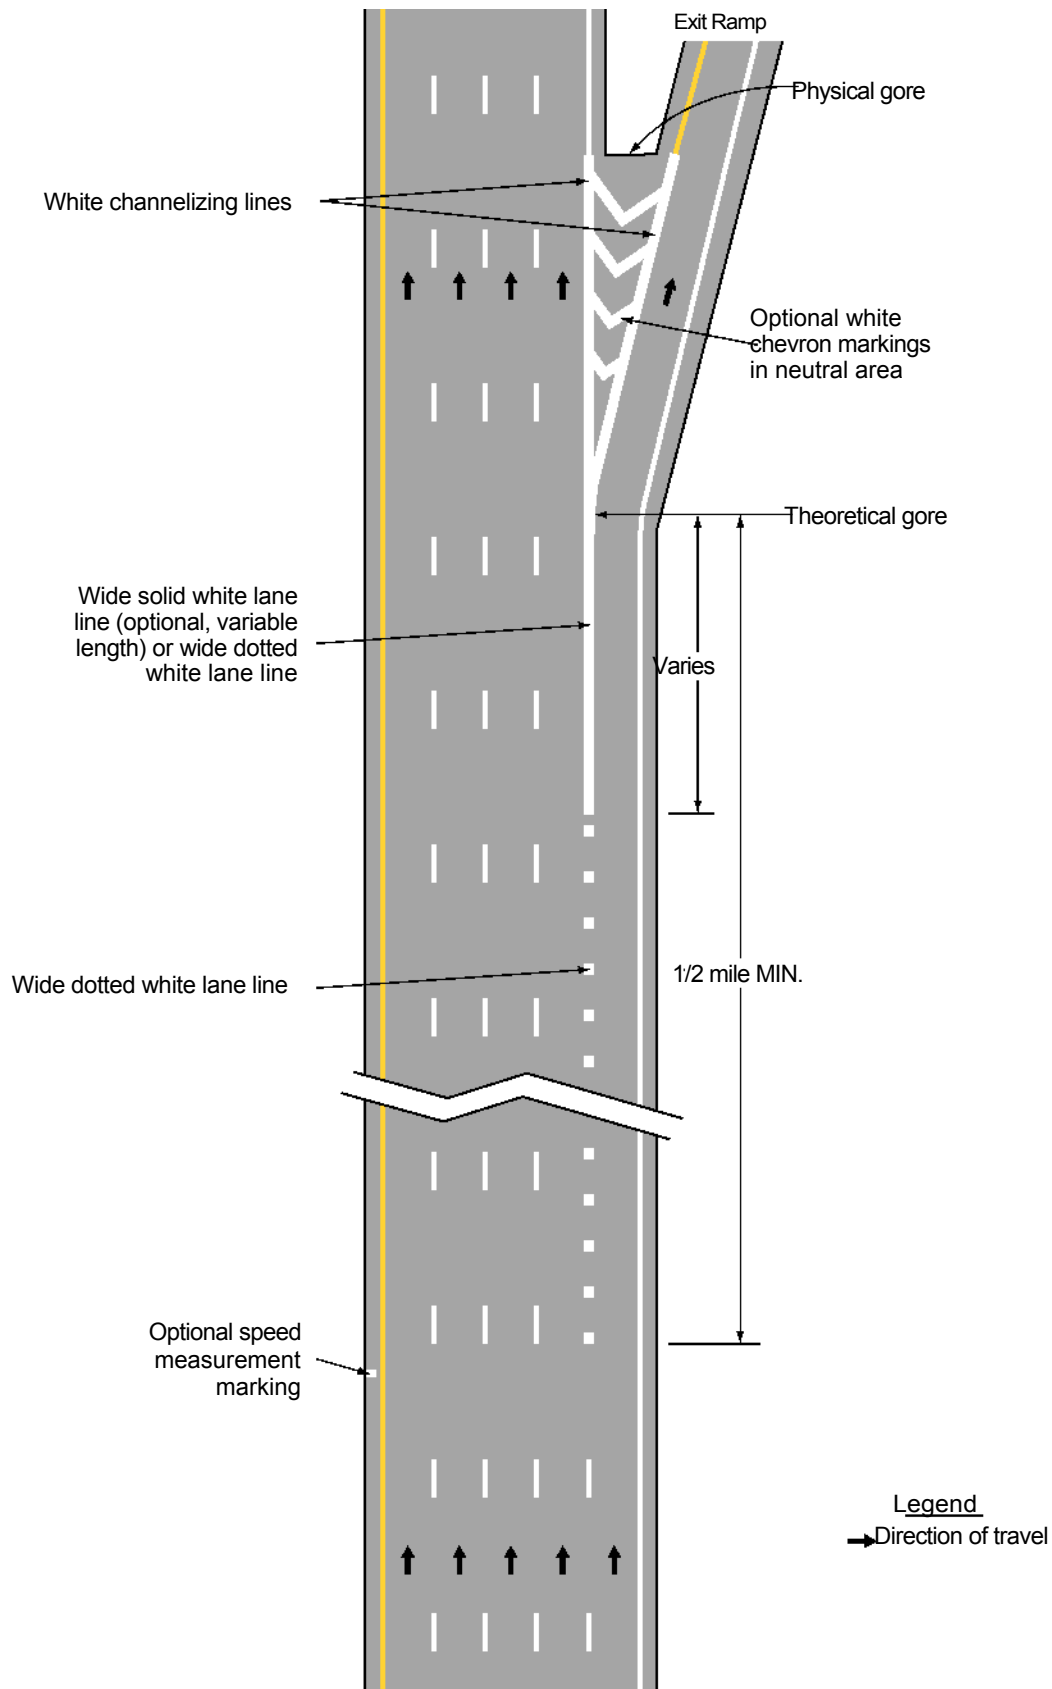 Exit Ramp
Physical gore
White channelizing lines
Optional white
chevron markings
in neutral area
Theoretical gore
Wide solid white lane
line (optional, variable
length) or wide dotted
white lane line
Varies
Wide dotted white lane line
1/2 mile MIN.
Optional speed
measurement
marking
Legend
Direction of travel